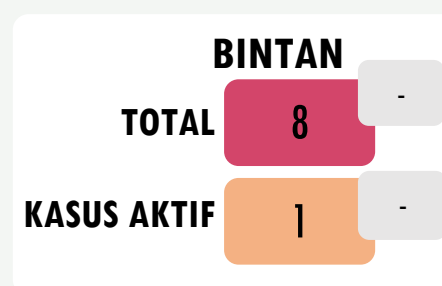 BINTAN
-
TOTAL 8
-
KASUS AKTIF 1